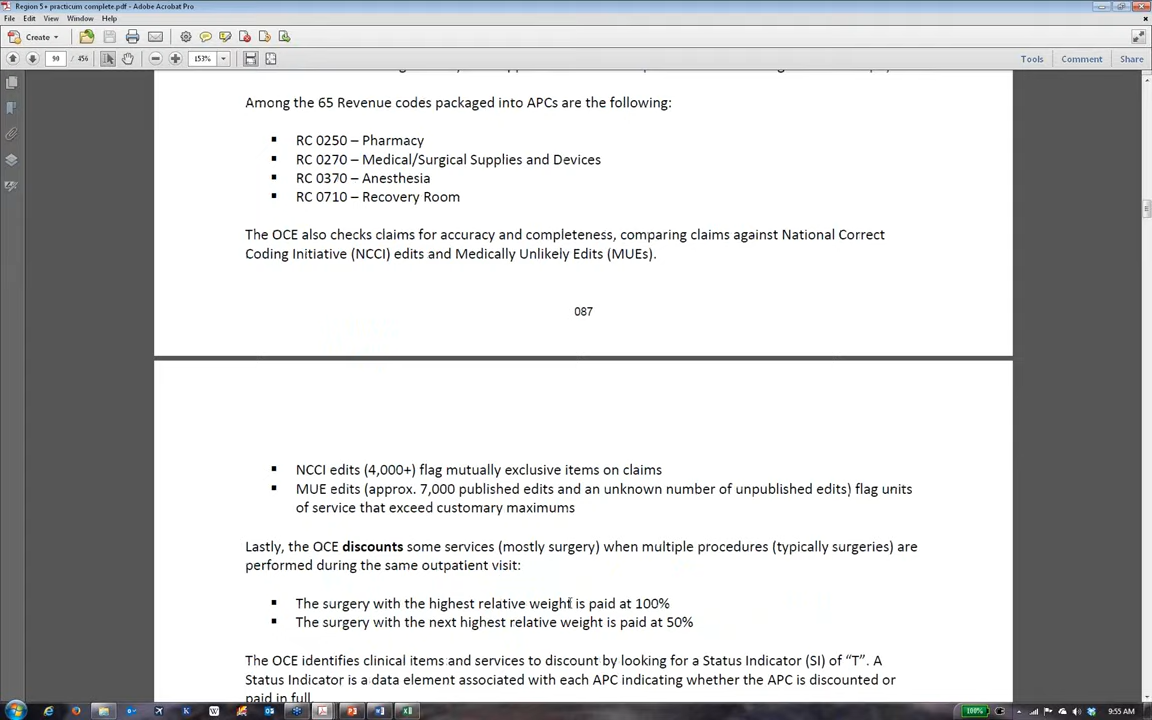 Region 5+ practicum complete.pdf - Adobe Acrobat Pro
File Edit View Window Help
Create
90 / 456
153%
Tools Comment Share
Among the 65 Revenue codes packaged into APCs are the following:
▪ RC 0250 – Pharmacy
▪ RC 0270 – Medical/Surgical Supplies and Devices
▪ RC 0370 – Anesthesia
▪ RC 0710 – Recovery Room
The OCE also checks claims for accuracy and completeness, comparing claims against National Correct
Coding Initiative (NCCI) edits and Medically Unlikely Edits (MUEs).
087
▪ NCCI edits (4,000+) flag mutually exclusive items on claims
▪ MUE edits (approx. 7,000 published edits and an unknown number of unpublished edits) flag units
of service that exceed customary maximums
Lastly, the OCE discounts some services (mostly surgery) when multiple procedures (typically surgeries) are
performed during the same outpatient visit:
▪ The surgery with the highest relative weight is paid at 100%
▪ The surgery with the next highest relative weight is paid at 50%
The OCE identifies clinical items and services to discount by looking for a Status Indicator (SI) of “T”. A
Status Indicator is a data element associated with each APC indicating whether the APC is discounted or
paid in full.
100%
9:55 AM